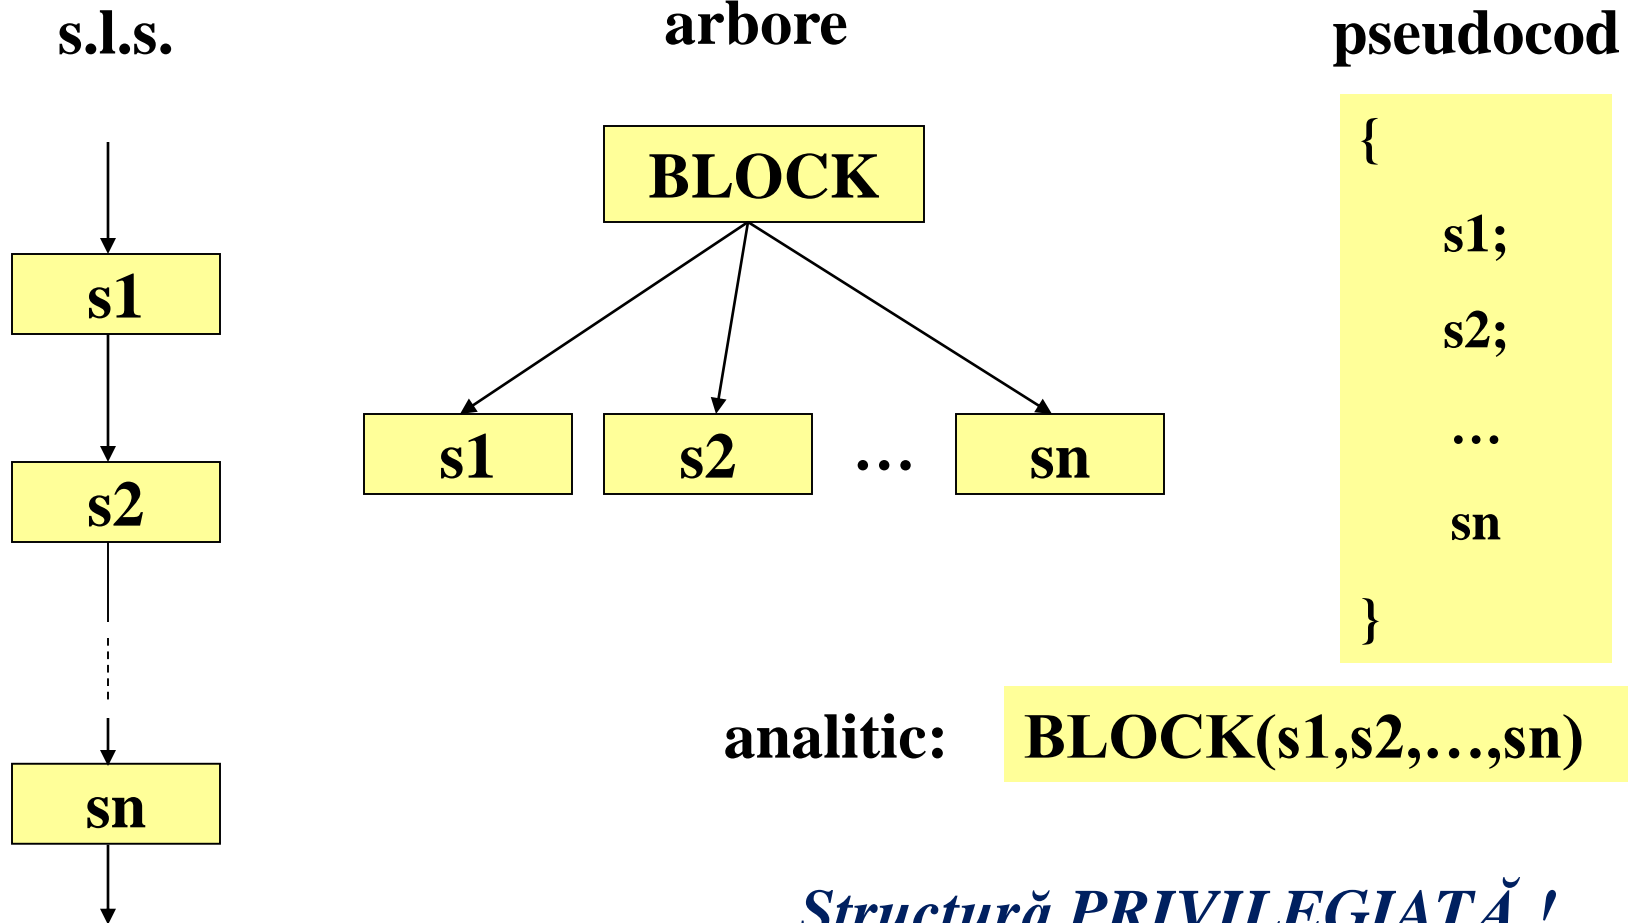 s.l.s.
arbore
pseudocod
s1
s2
sn
BLOCK
s1
s2
…
sn
{
s1;
s2;
…
sn
}
analitic:
BLOCK(s1,s2,…,sn)
Structură PRIVILEGIATĂ !